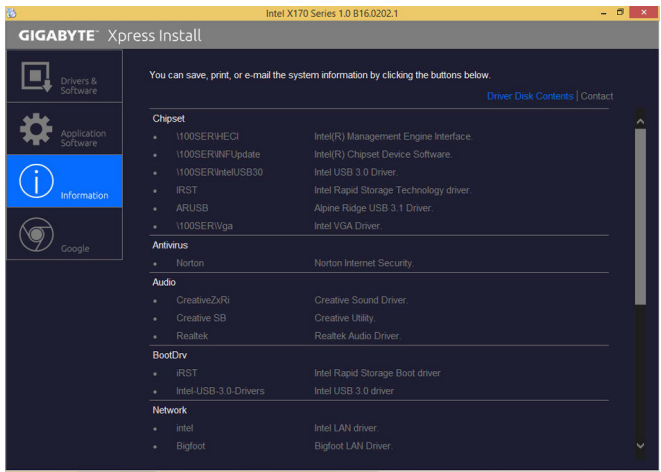 Intel X170 Series 1.0 B16.0202.1
GIGABYTE™ Xpress Install
Drivers &
Software
Application
Software
Information
Google
You can save, print, or e-mail the system information by clicking the buttons below.
Driver Disk Contents | Contact
Chipset
• \100SER\HECI Intel(R) Management Engine Interface.
• \100SER\INFUpdate Intel(R) Chipset Device Software.
• \100SER\IntelUSB30 Intel USB 3.0 Driver.
• IRST Intel Rapid Storage Technology driver.
• ARUSB Alpine Ridge USB 3.1 Driver.
• \100SER\Vga Intel VGA Driver.
Antivirus
• Norton Norton Internet Security.
Audio
• CreativeZxRi Creative Sound Driver.
• Creative SB Creative Utility.
• Realtek Realtek Audio Driver.
BootDrv
• iRST Intel Rapid Storage Boot driver
• Intel-USB-3.0-Drivers Intel USB 3.0 driver
Network
• intel Intel LAN driver.
• Bigfoot Bigfoot LAN Driver.